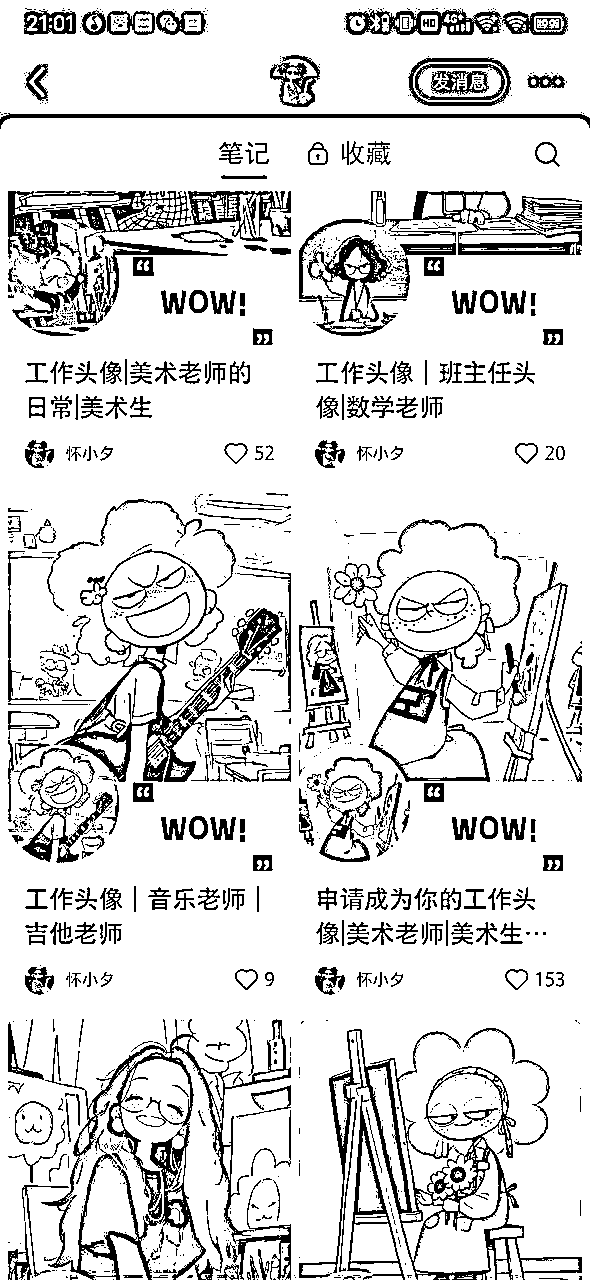 21:01
HD 4G
发消息
笔记 收藏
“
WOW!
”
工作头像|美术老师的
日常|美术生
怀小夕 52
“
WOW!
”
工作头像｜班主任头
像|数学老师
怀小夕 20
“
WOW!
”
工作头像｜音乐老师｜
吉他老师
怀小夕 9
“
WOW!
”
申请成为你的工作头
像|美术老师|美术生…
怀小夕 153